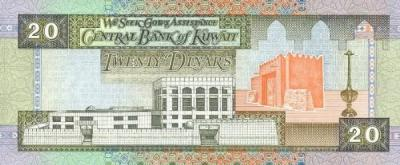 We Seek God's Assistance
20 Central Bank of Kuwait
Twenty Dinars
20